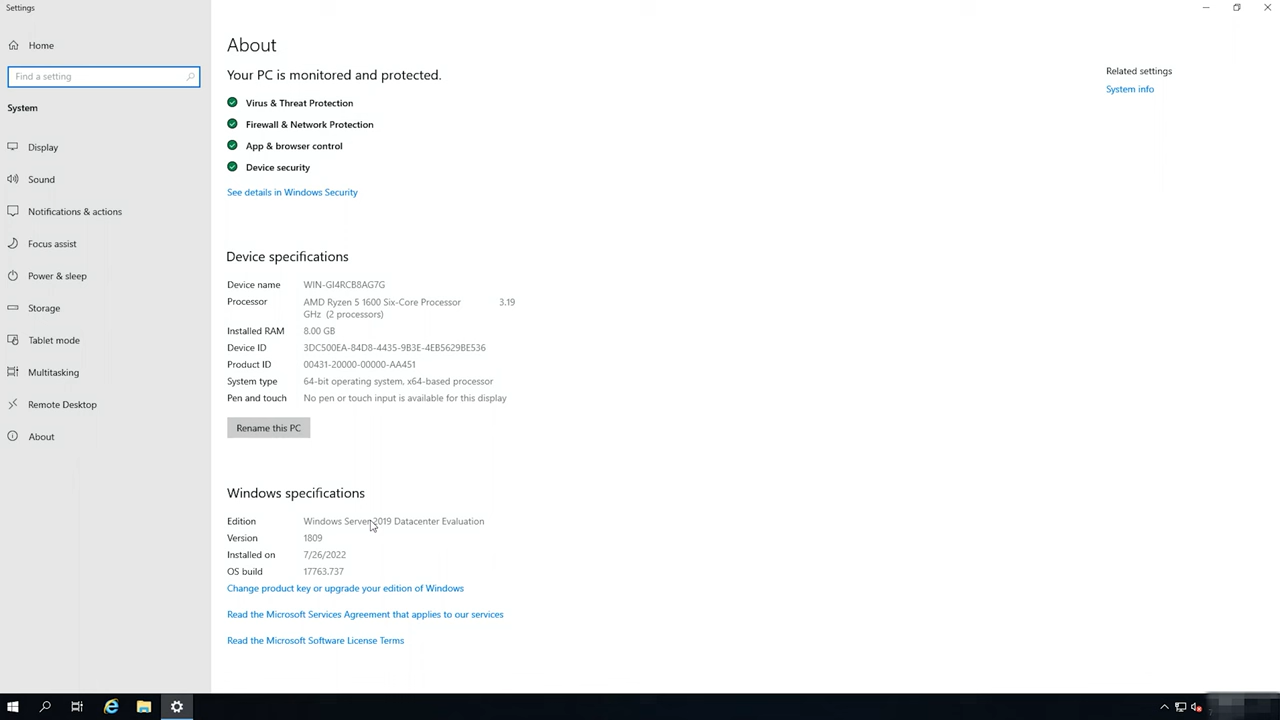 Settings
Home
Find a setting
System
Display
Sound
Notifications & actions
Focus assist
Power & sleep
Storage
Tablet mode
Multitasking
Remote Desktop
About
About
Your PC is monitored and protected.
Virus & Threat Protection
Firewall & Network Protection
App & browser control
Device security
See details in Windows Security
Device specifications
Device name WIN-GI4RCB8AG7G
Processor AMD Ryzen 5 1600 Six-Core Processor 3.19
GHz (2 processors)
Installed RAM 8.00 GB
Device ID 3DC500EA-84D8-4435-9B3E-4EB5629BE536
Product ID 00431-20000-00000-AA451
System type 64-bit operating system, x64-based processor
Pen and touch No pen or touch input is available for this display
Rename this PC
Windows specifications
Edition Windows Server 2019 Datacenter Evaluation
Version 1809
Installed on 7/26/2022
OS build 17763.737
Change product key or upgrade your edition of Windows
Read the Microsoft Services Agreement that applies to our services
Read the Microsoft Software License Terms
Related settings
System info